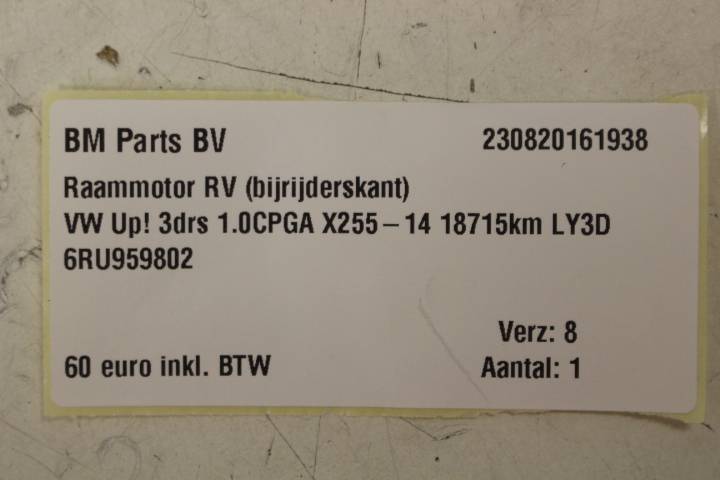 BM Parts BV 230820161938
Raammotor RV (bijrijderskant)
VW Up! 3drs 1.0CPGA X255-14 18715km LY3D
6RU959802
Verz: 8
60 euro inkl. BTW Aantal: 1